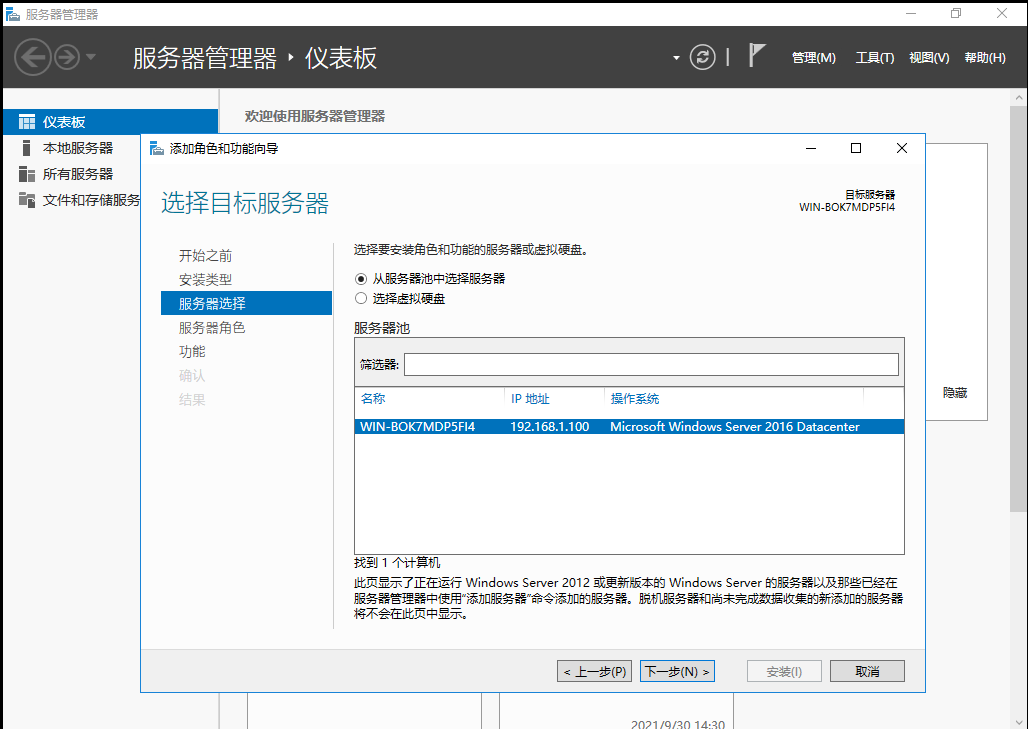 服务器管理器
服务器管理器 ‣ 仪表板
管理(M) 工具(T) 视图(V) 帮助(H)
仪表板
本地服务器
所有服务器
文件和存储服务
欢迎使用服务器管理器
添加角色和功能向导
选择目标服务器
目标服务器
WIN-BOK7MDP5FI4
开始之前
安装类型
服务器选择
服务器角色
功能
确认
结果
选择要安装角色和功能的服务器或虚拟硬盘。
从服务器池中选择服务器
选择虚拟硬盘
服务器池
筛选器:
名称 IP 地址 操作系统
WIN-BOK7MDP5FI4 192.168.1.100 Microsoft Windows Server 2016 Datacenter
找到 1 个计算机
此页显示了正在运行 Windows Server 2012 或更新版本的 Windows Server 的服务器以及那些已经在
服务器管理器中使用"添加服务器"命令添加的服务器。脱机服务器和尚未完成数据收集的新添加的服务器
将不会在此页中显示。
< 上一步(P) 下一步(N) > 安装(I) 取消
隐藏
2021/9/30 14:30